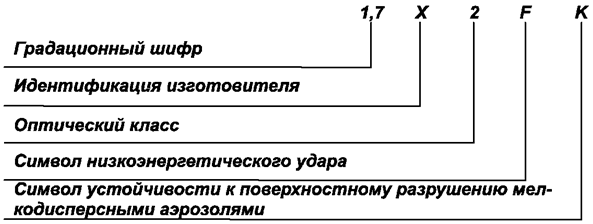 1,7 X 2 F K
Градационный шифр
Идентификация изготовителя
Оптический класс
Символ низкоэнергетического удара
Символ устойчивости к поверхностному разрушению мел-
кодисперсными аэрозолями